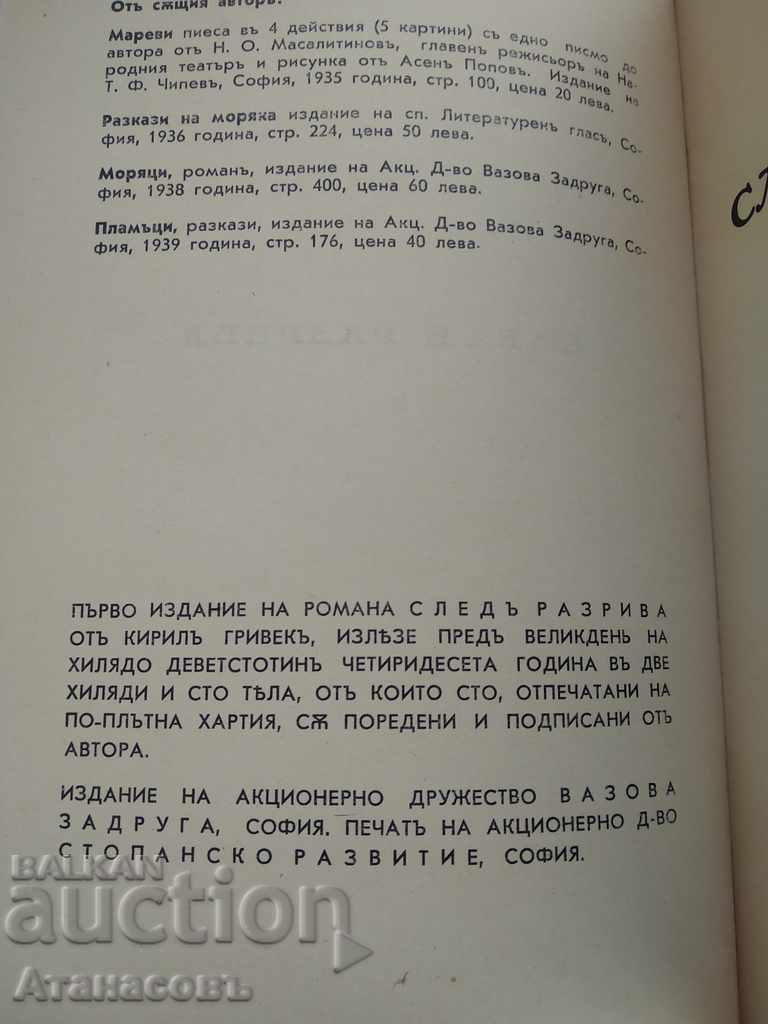 Отъ сѫщия авторъ:
Мареви пиеса въ 4 действия (5 картини) съ едно писмо до
автора отъ Н. О. Масалитиновъ, главенъ режисьоръ на На-
родния театъръ и рисунка отъ Асенъ Поповъ. Издание на
Т. Ф. Чипевъ, София, 1935 година, стр. 100, цена 20 лева.
Разкази на моряка издание на сп. Литературенъ гласъ, Со-
фия, 1936 година, стр. 224, цена 50 лева.
Моряци, романъ, издание на Акц. Д-во Вазова Задруга, Со-
фия, 1938 година, стр. 400, цена 60 лева.
Пламъци, разкази, издание на Акц. Д-во Вазова Задруга, Со-
фия, 1939 година, стр. 176, цена 40 лева.
ПЪРВО ИЗДАНИЕ НА РОМАНА СЛЕДЪ РАЗРИВА
ОТЪ КИРИЛЪ ГРИВЕКЪ, ИЗЛѢЗЕ ПРЕДЪ ВЕЛИКДЕНЬ НА
ХИЛЯДО ДЕВЕТСТОТИНЪ ЧЕТИРИДЕСЕТА ГОДИНА ВЪ ДВЕ
ХИЛЯДИ И СТО ТѢЛА, ОТЪ КОИТО СТО, ОТПЕЧАТАНИ НА
ПО-ПЛЪТНА ХАРТИЯ, СѪ ПОРЕДЕНИ И ПОДПИСАНИ ОТЪ
АВТОРА.
ИЗДАНИЕ НА АКЦИОНЕРНО ДРУЖЕСТВО ВАЗОВА
ЗАДРУГА, СОФИЯ. ПЕЧАТЪ НА АКЦИОНЕРНО Д-ВО
СТОПАНСКО РАЗВИТИЕ, СОФИЯ.
BALKAN
auction
Атанасовъ